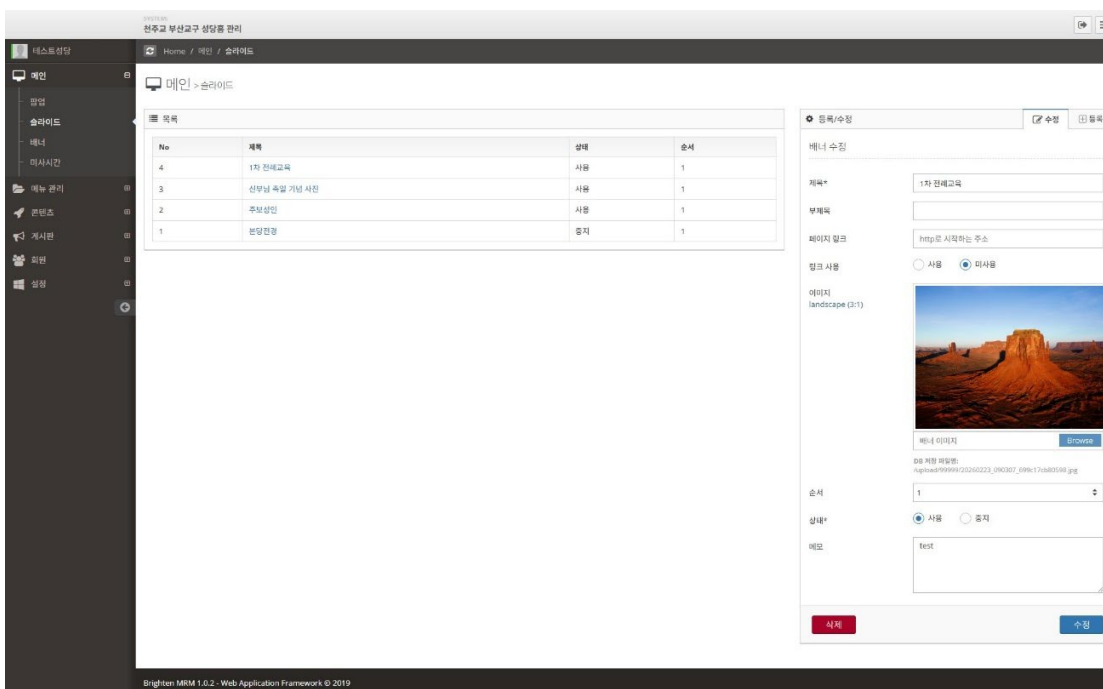 SYSTEMS
천주교 부산교구 성당홈 관리
테스트성당
Home / 메인 / 슬라이드
메인
팝업
슬라이드
배너
미사시간
메뉴 관리
콘텐츠
게시판
회원
설정
메인 > 슬라이드
목록
No 제목 상태 순서
4 1차 전례교육 사용 1
3 신부님 축일 기념 사진 사용 1
2 주보성인 사용 1
1 본당전경 중지 1
등록/수정 수정 등록
배너 수정
제목* 1차 전례교육
부제목
페이지 링크 http로 시작하는 주소
링크 사용 사용 미사용
이미지
landscape (3:1)
배너 이미지 Browse
DB 저장 파일명:
순서 1
상태* 사용 중지
메모 test
삭제 수정
Brighten MRM 1.0.2 - Web Application Framework © 2019